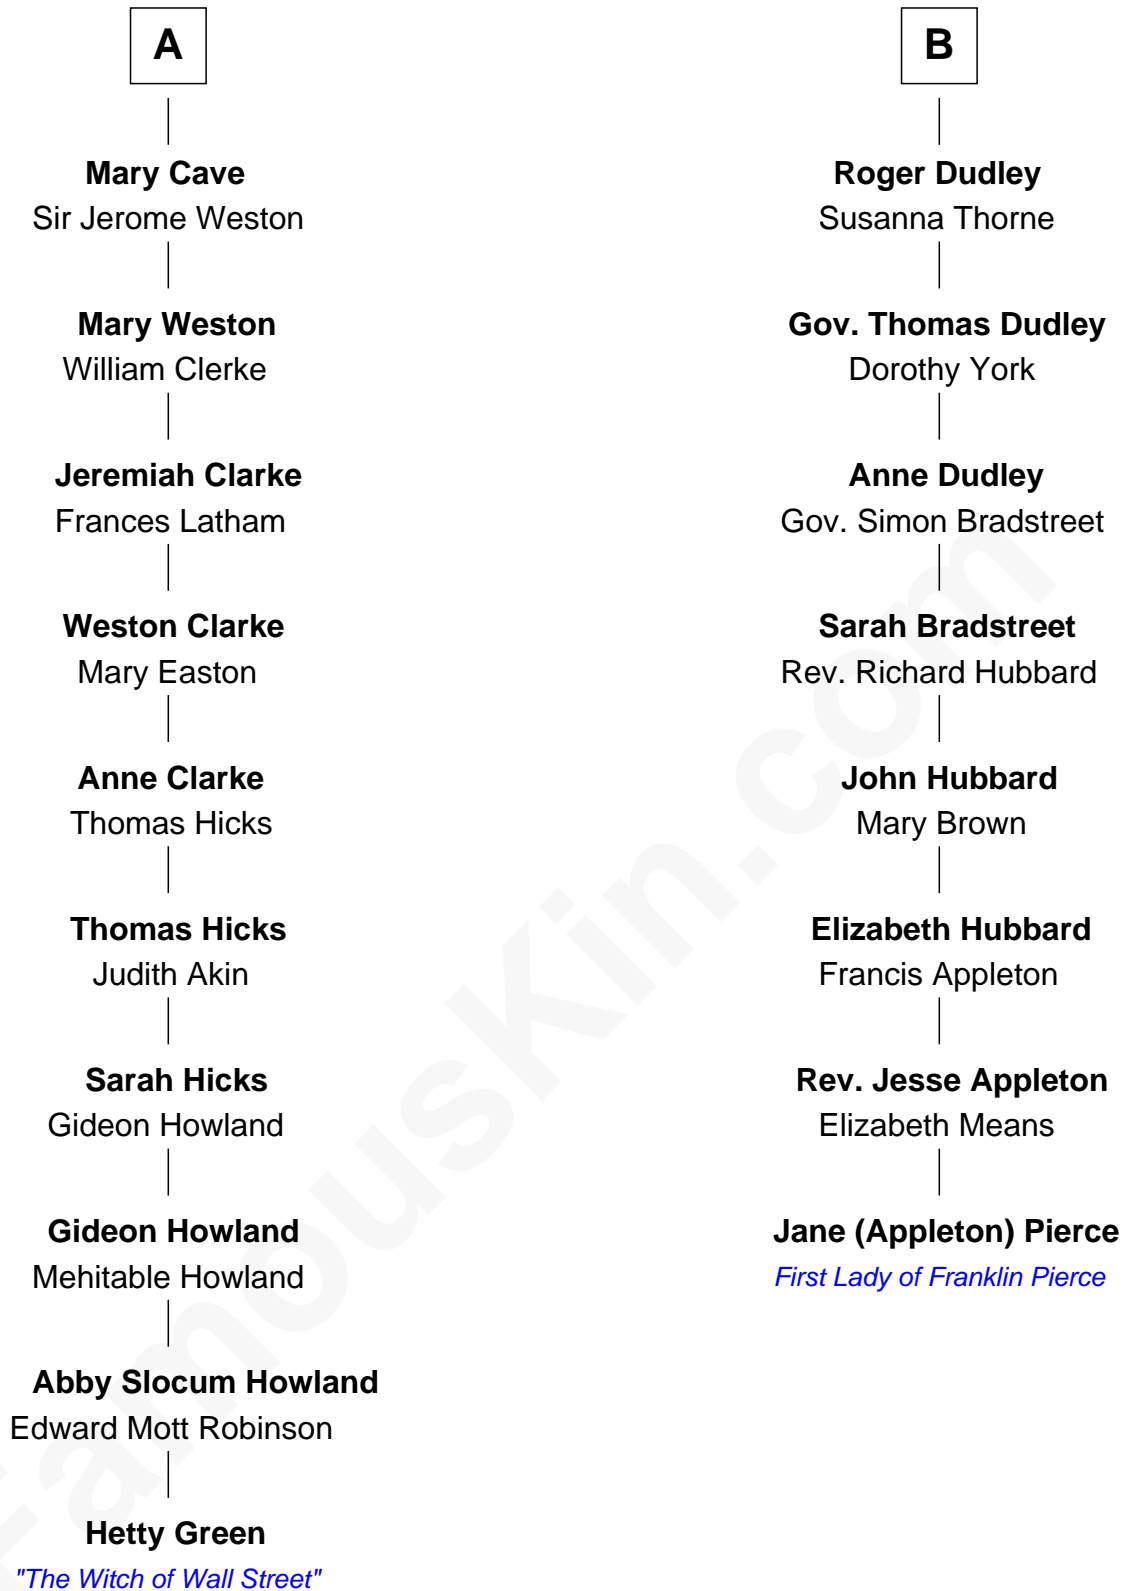 A
Mary Cave
Sir Jerome Weston
Mary Weston
William Clerke
Jeremiah Clarke
Frances Latham
Weston Clarke
Mary Easton
Anne Clarke
Thomas Hicks
Thomas Hicks
Judith Akin
Sarah Hicks
Gideon Howland
Gideon Howland
Mehitable Howland
Abby Slocum Howland
Edward Mott Robinson
Hetty Green
"The Witch of Wall Street"
B
Roger Dudley
Susanna Thorne
Gov. Thomas Dudley
Dorothy York
Anne Dudley
Gov. Simon Bradstreet
Sarah Bradstreet
Rev. Richard Hubbard
John Hubbard
Mary Brown
Elizabeth Hubbard
Francis Appleton
Rev. Jesse Appleton
Elizabeth Means
Jane (Appleton) Pierce
First Lady of Franklin Pierce
FamousKin.com